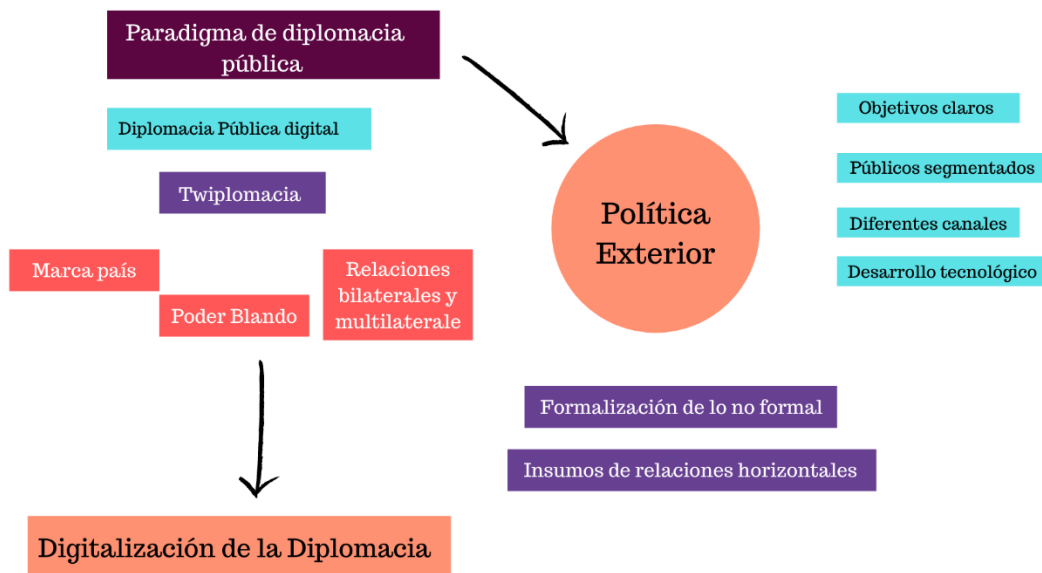 Paradigma de diplomacia
pública
Diplomacia Pública digital
Twiplomacia
Marca país
Poder Blando
Relaciones
bilaterales y
multilaterale
Digitalización de la Diplomacia
Política
Exterior
Objetivos claros
Públicos segmentados
Diferentes canales
Desarrollo tecnológico
Formalización de lo no formal
Insumos de relaciones horizontales